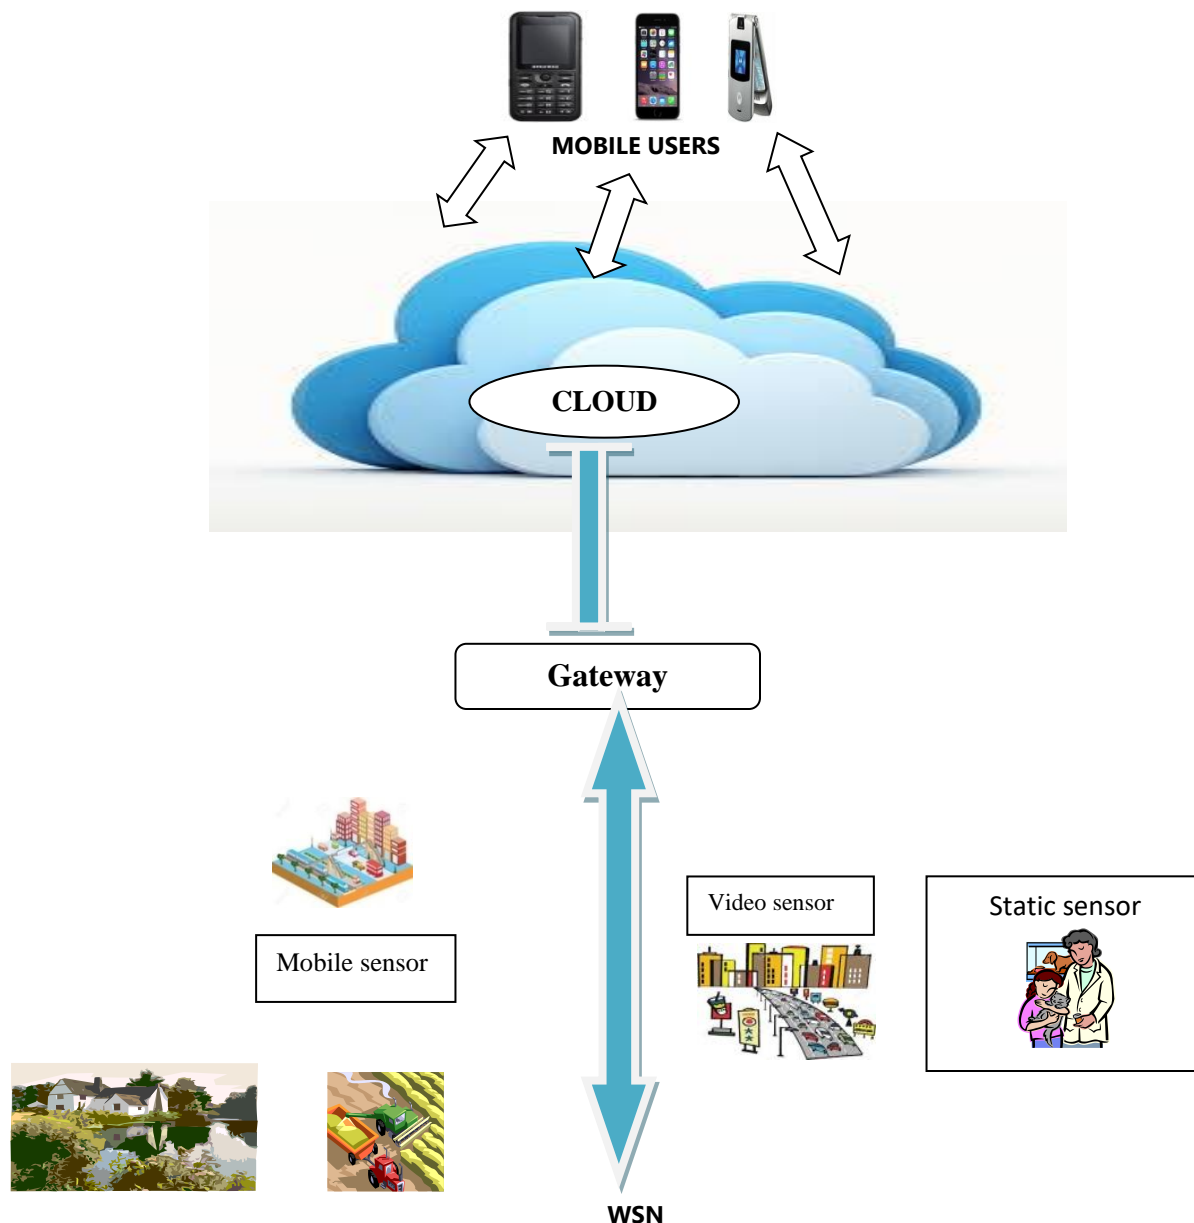 MOBILE USERS
CLOUD
Gateway
Video sensor
Static sensor
Mobile sensor
WSN